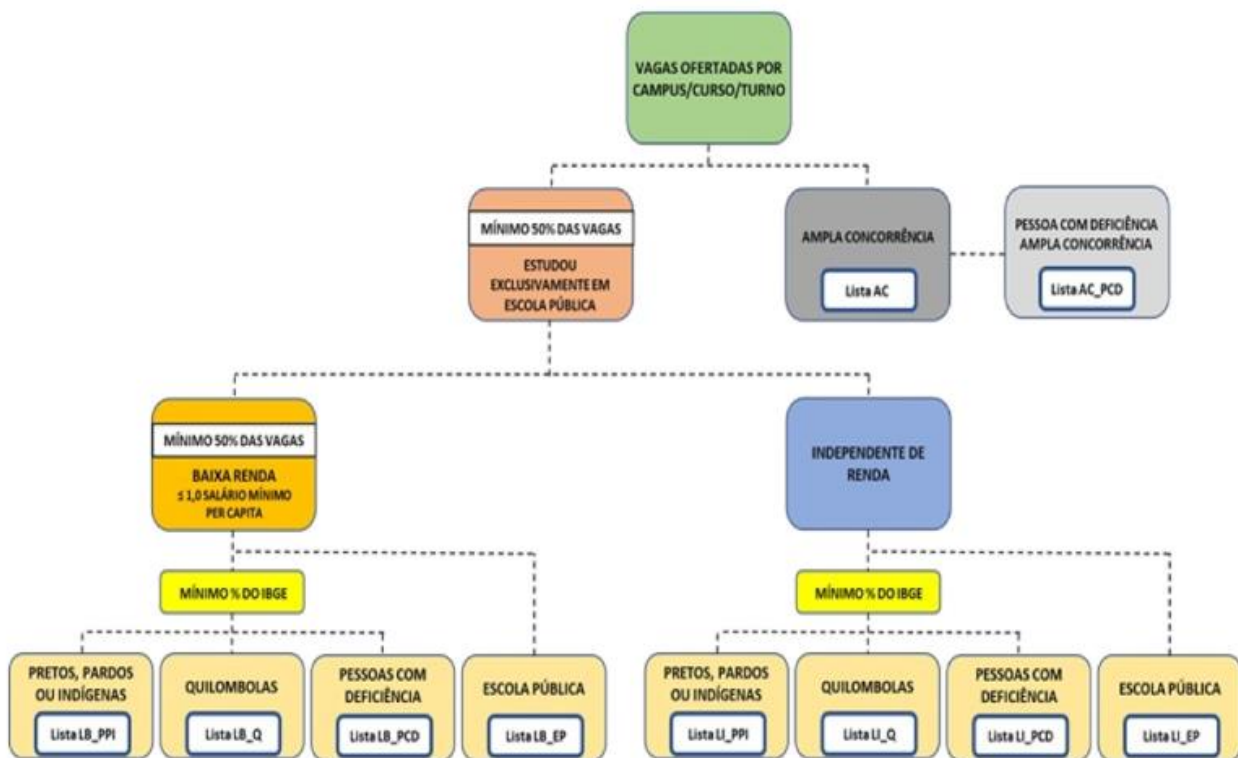 VAGAS OFERTADAS POR
CAMPUS/CURSO/TURNO
MÍNIMO 50% DAS VAGAS
ESTUDOU
EXCLUSIVAMENTE EM
ESCOLA PÚBLICA
AMPLA CONCORRÊNCIA
Lista AC
PESSOA COM DEFICIÊNCIA
AMPLA CONCORRÊNCIA
Lista AC_PCD
MÍNIMO 50% DAS VAGAS
BAIXA RENDA
≤ 1,0 SALÁRIO MÍNIMO
PER CAPITA
INDEPENDENTE DE
RENDA
MÍNIMO % DO IBGE
MÍNIMO % DO IBGE
PRETOS, PARDOS
OU INDÍGENAS
Lista LB_PPI
QUILOMBOLAS
Lista LB_Q
PESSOAS COM
DEFICIÊNCIA
Lista LB_PCD
ESCOLA PÚBLICA
Lista LB_EP
PRETOS, PARDOS
OU INDÍGENAS
Lista LI_PPI
QUILOMBOLAS
Lista LI_Q
PESSOAS COM
DEFICIÊNCIA
Lista LI_PCD
ESCOLA PÚBLICA
Lista LI_EP